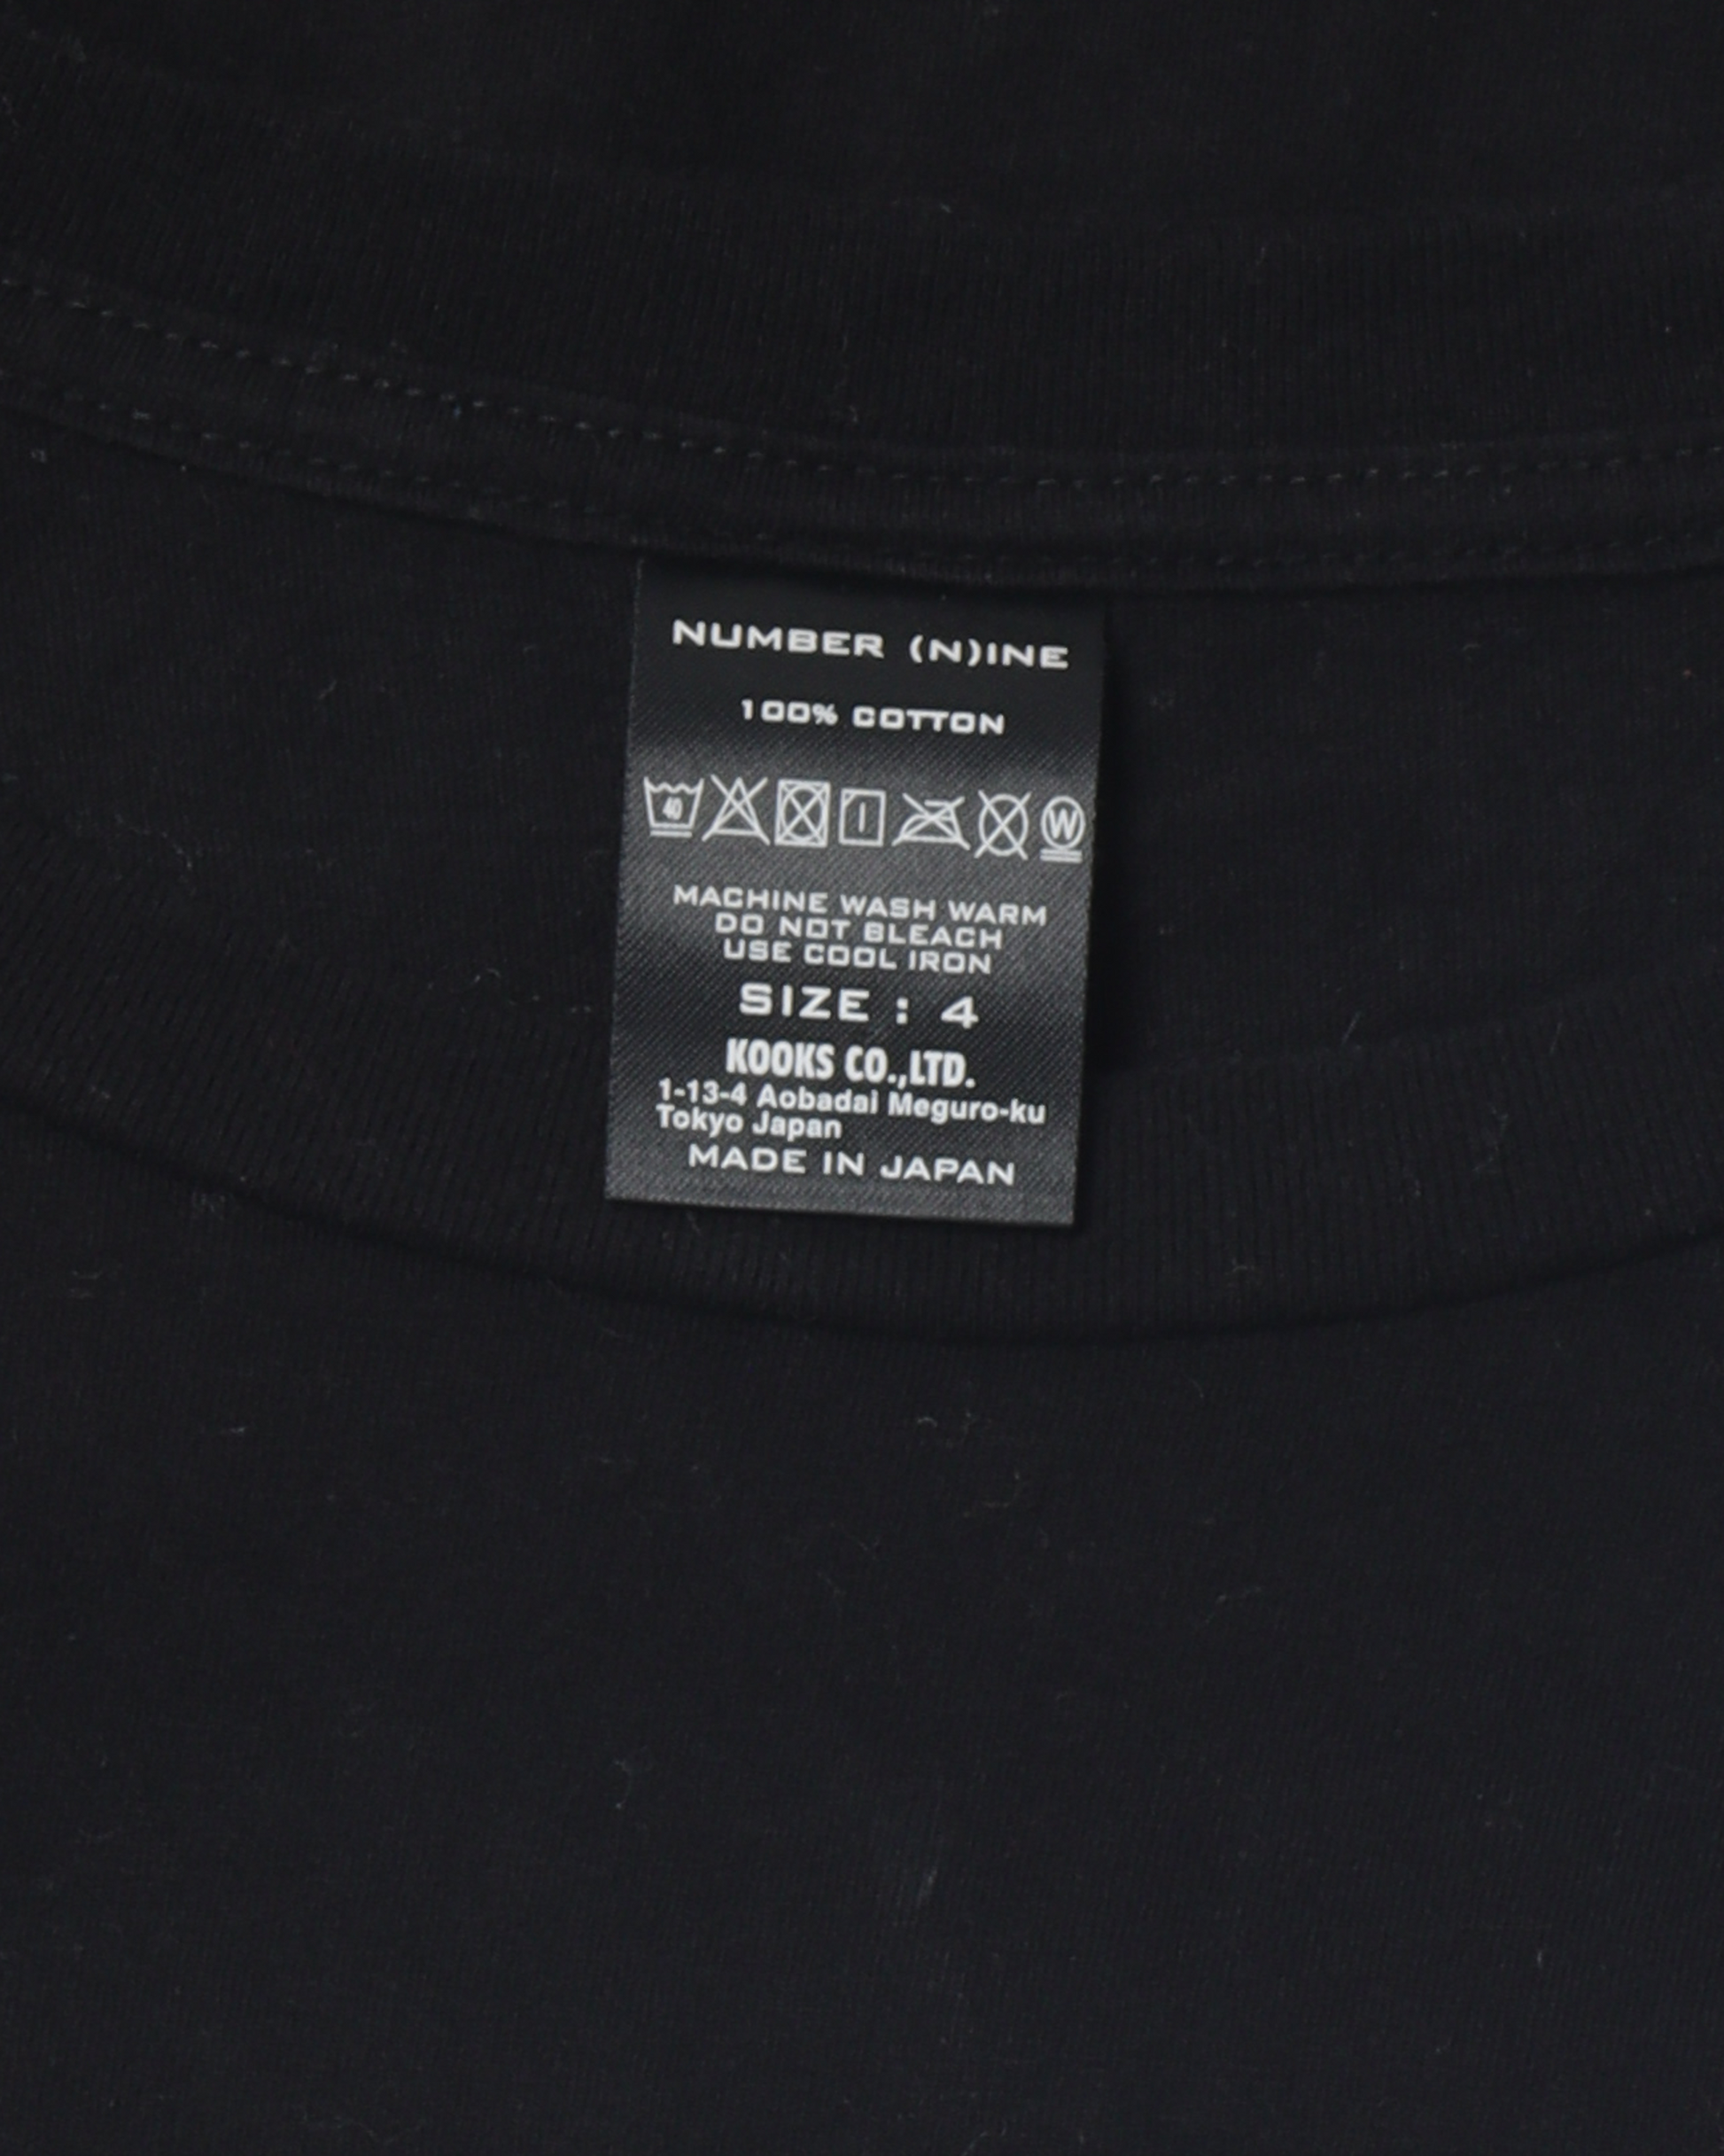 NUMBER (N)INE
100% COTTON
40 W
MACHINE WASH WARM
DO NOT BLEACH
USE COOL IRON
SIZE : 4
KOOKS CO.,LTD.
1-13-4 Aobadai Meguro-ku
Tokyo Japan
MADE IN JAPAN